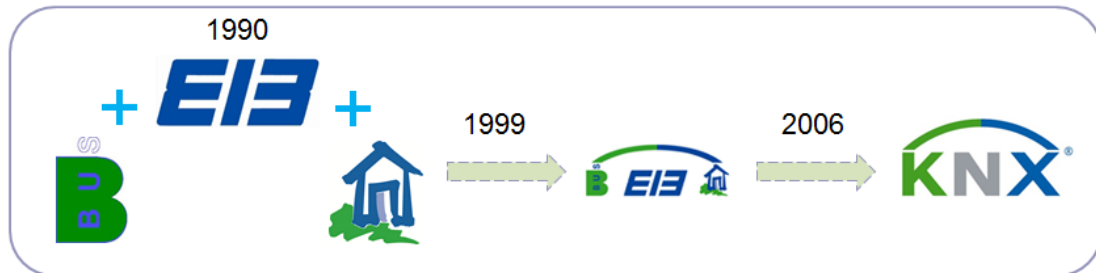 1990
+ EIB +
BUS
1999
BUS EIB
2006
KNX®